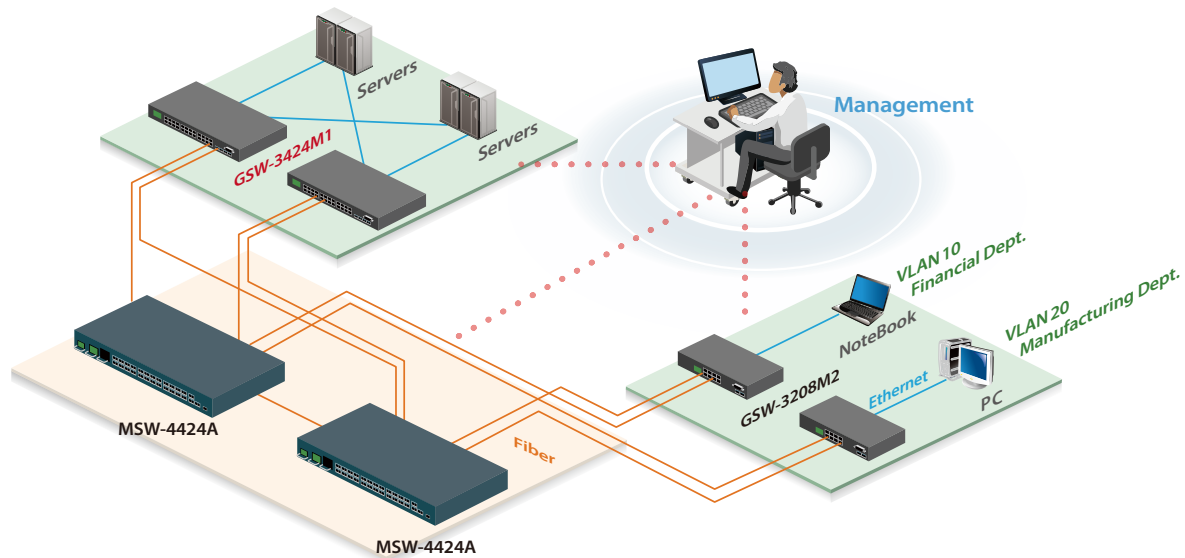 Servers
Servers
GSW-3424M1
Management
VLAN 10
Financial Dept.
VLAN 20
Manufacturing Dept.
NoteBook
GSW-3208M2
Ethernet
PC
MSW-4424A
Fiber
MSW-4424A